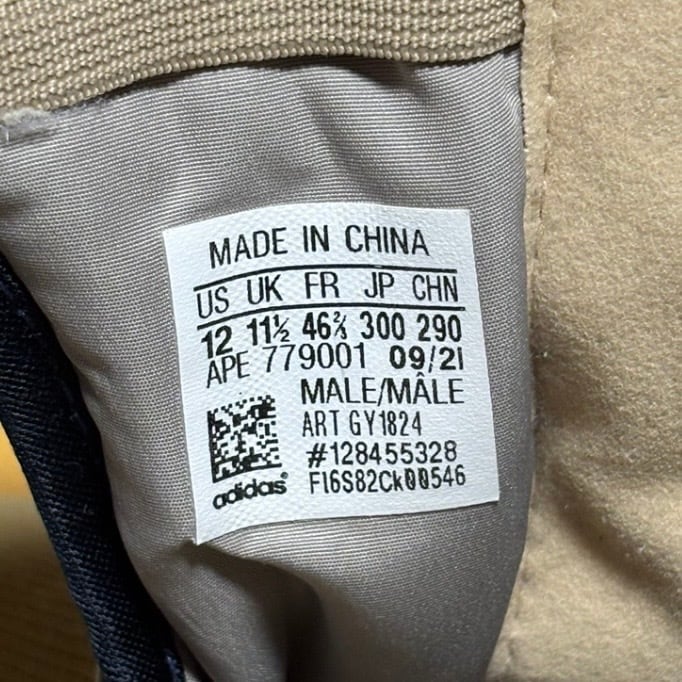 MADE IN CHINA
US UK FR JP CHN
12 11½ 46⅔ 300 290
APE 779001 09/21
MALE/MÂLE
ART GY1824
#128455328
FI6S82Ck00546
adidas